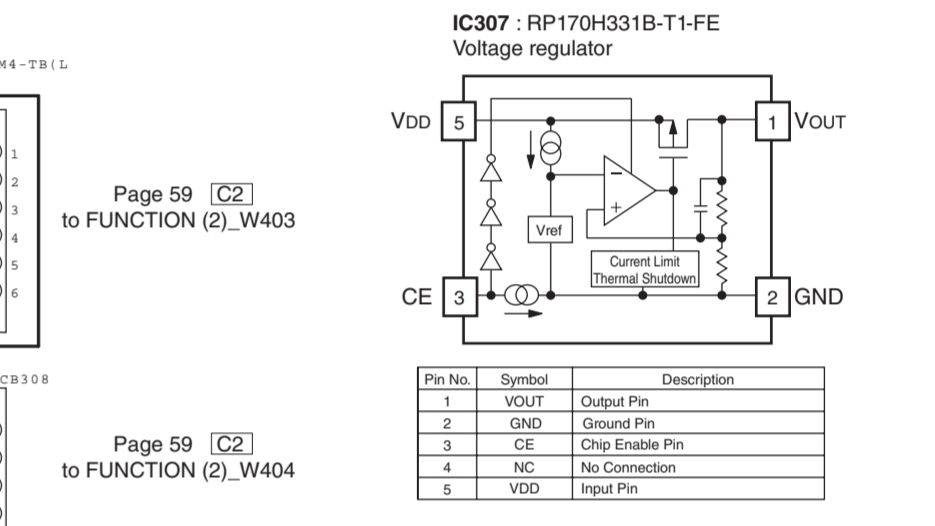 IC307 : RP170H331B-T1-FE
Voltage regulator
M4-TB(L
1
2
3
4
5
6
Page 59 C2
to FUNCTION (2)_W403
CB308
Page 59 C2
to FUNCTION (2)_W404
VDD 5
1 VOUT
−
+
Vref
Current Limit
Thermal Shutdown
CE 3
2 GND
Pin No. Symbol Description
1 VOUT Output Pin
2 GND Ground Pin
3 CE Chip Enable Pin
4 NC No Connection
5 VDD Input Pin